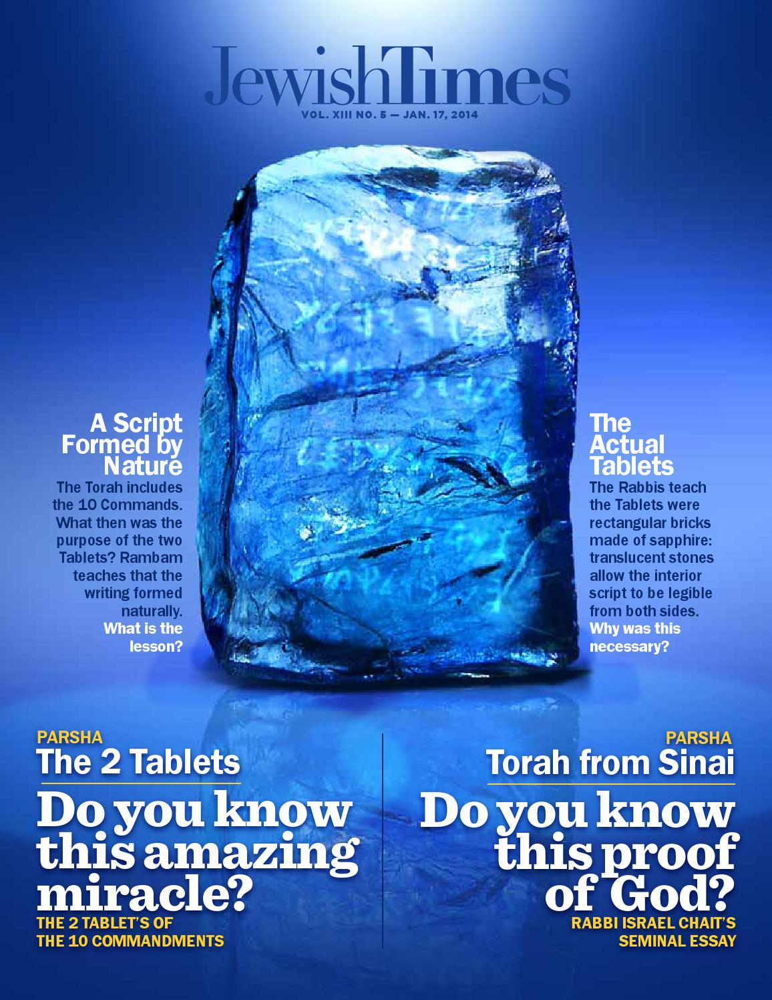 JewishTimes
VOL. XIII NO. 5 — JAN. 17, 2014
A Script
Formed by
Nature
The Torah includes
the 10 Commands.
What then was the
purpose of the two
Tablets? Rambam
teaches that the
writing formed
naturally.
What is the
lesson?
The
Actual
Tablets
The Rabbis teach
the Tablets were
rectangular bricks
made of sapphire:
translucent stones
allow the interior
script to be legible
from both sides.
Why was this
necessary?
PARSHA
The 2 Tablets
Do you know
this amazing
miracle?
THE 2 TABLET'S OF
THE 10 COMMANDMENTS
PARSHA
Torah from Sinai
Do you know
this proof
of God?
RABBI ISRAEL CHAIT'S
SEMINAL ESSAY